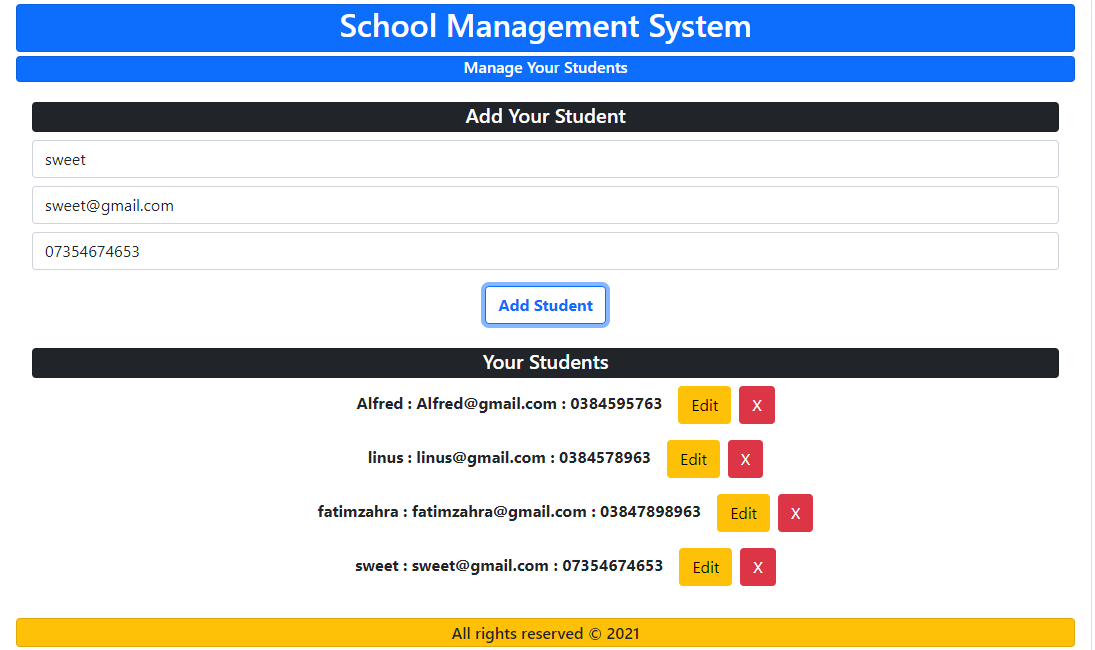 School Management System
Manage Your Students
Add Your Student
sweet
sweet@gmail.com
07354674653
Add Student
Your Students
Alfred : Alfred@gmail.com : 0384595763 Edit X
linus : linus@gmail.com : 0384578963 Edit X
fatimzahra : fatimzahra@gmail.com : 03847898963 Edit X
sweet : sweet@gmail.com : 07354674653 Edit X
All rights reserved © 2021